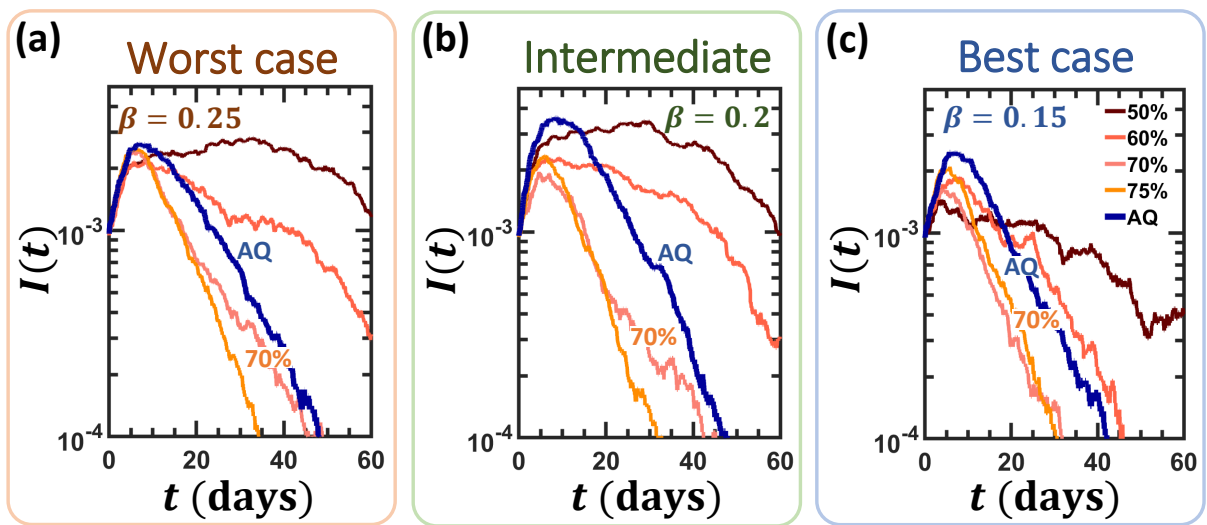 (a)
Worst case
β = 0.25
AQ
70%
10⁻³
10⁻⁴
I(t)
0
20
40
60
t (days)
(b)
Intermediate
β = 0.2
AQ
70%
10⁻³
10⁻⁴
I(t)
0
20
40
60
t (days)
(c)
Best case
β = 0.15
50%
60%
70%
75%
AQ
AQ
70%
10⁻³
10⁻⁴
I(t)
0
20
40
60
t (days)